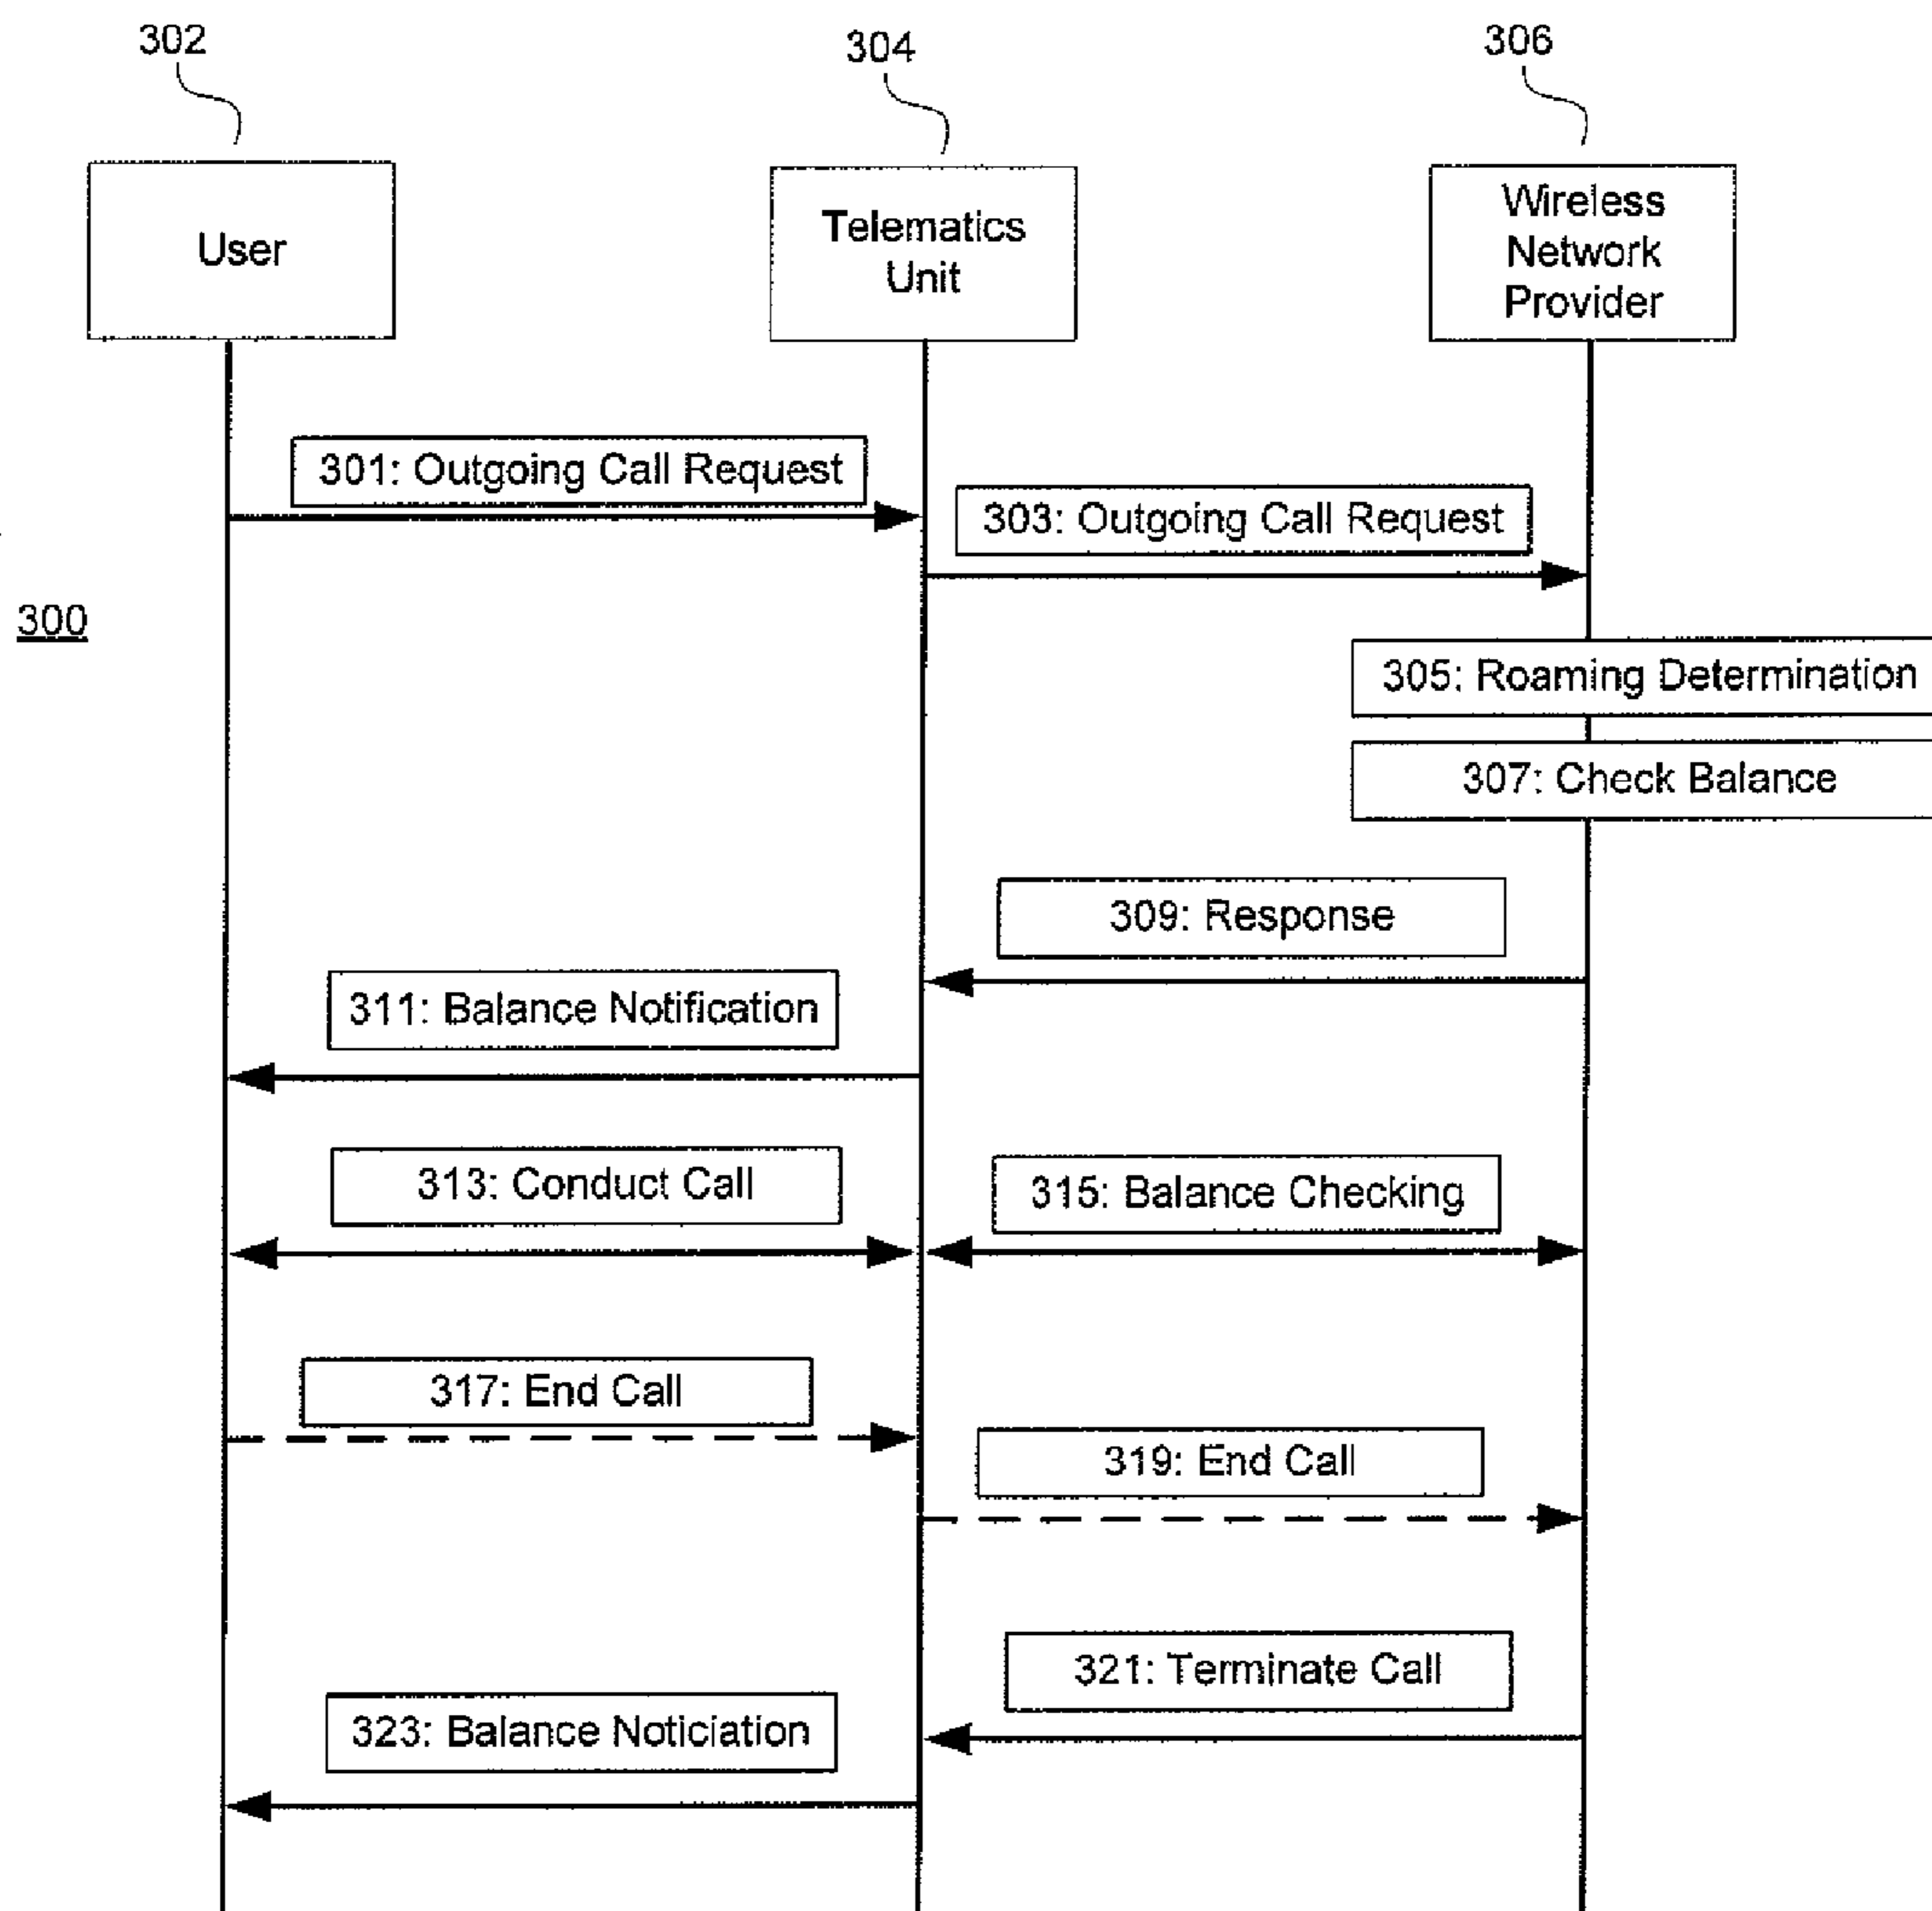 302
304
306
User
Telematics
Unit
Wireless
Network
Provider
301: Outgoing Call Request
303: Outgoing Call Request
300
305: Roaming Determination
307: Check Balance
309: Response
311: Balance Notification
313: Conduct Call
315: Balance Checking
317: End Call
319: End Call
321: Terminate Call
323: Balance Noticiation